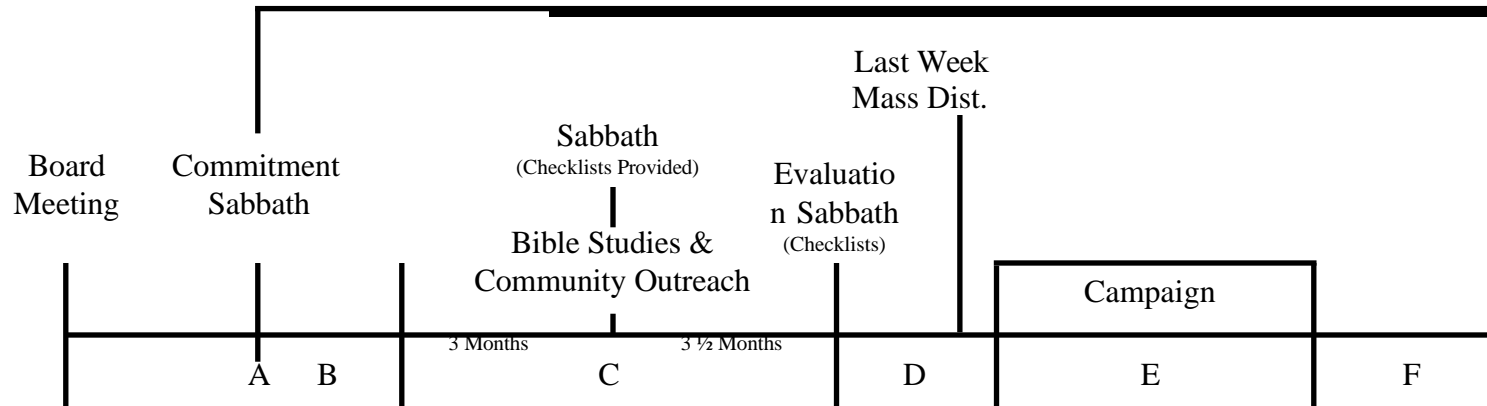 Last Week
Mass Dist.
Sabbath
(Checklists Provided)
Board
Meeting
Commitment
Sabbath
Evaluatio
n Sabbath
(Checklists)
Bible Studies &
Community Outreach
Campaign
3 Months
3 ½ Months
A
B
C
D
E
F